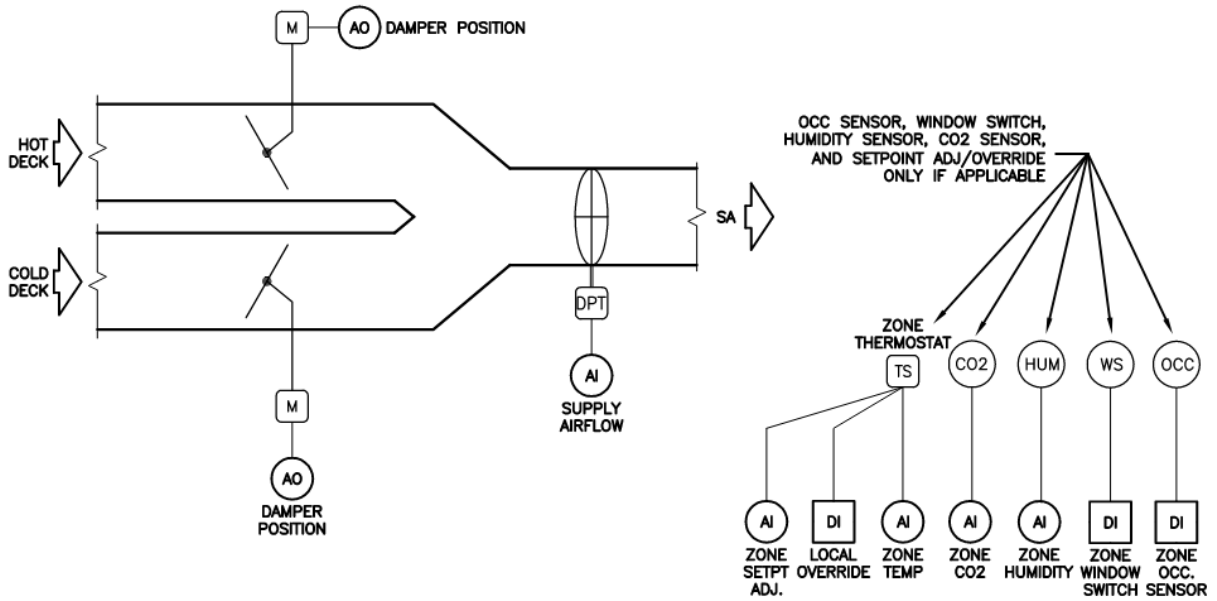 M
AO
DAMPER POSITION
HOT
DECK
COLD
DECK
M
AO
DAMPER
POSITION
DPT
AI
SUPPLY
AIRFLOW
SA
OCC SENSOR, WINDOW SWITCH,
HUMIDITY SENSOR, CO2 SENSOR,
AND SETPOINT ADJ/OVERRIDE
ONLY IF APPLICABLE
ZONE
THERMOSTAT
TS
CO2
HUM
WS
OCC
AI
ZONE
SETPT
ADJ.
DI
LOCAL
OVERRIDE
AI
ZONE
TEMP
AI
ZONE
CO2
AI
ZONE
HUMIDITY
DI
ZONE
WINDOW
SWITCH
DI
ZONE
OCC.
SENSOR